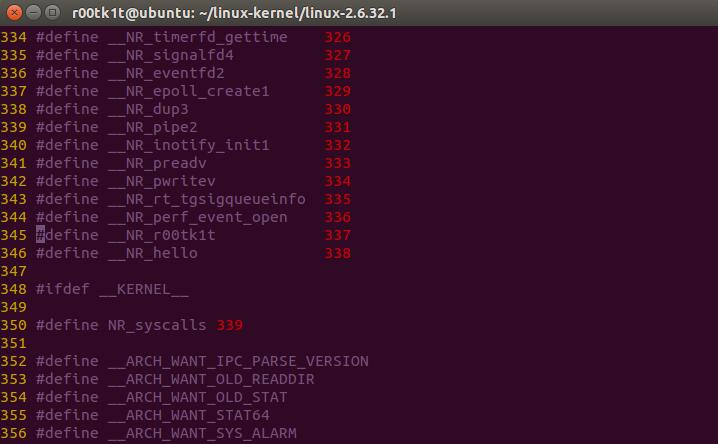 r00tk1t@ubuntu: ~/linux-kernel/linux-2.6.32.1
334 #define __NR_timerfd_gettime    326
335 #define __NR_signalfd4          327
336 #define __NR_eventfd2           328
337 #define __NR_epoll_create1      329
338 #define __NR_dup3               330
339 #define __NR_pipe2              331
340 #define __NR_inotify_init1      332
341 #define __NR_preadv             333
342 #define __NR_pwritev            334
343 #define __NR_rt_tgsigqueueinfo  335
344 #define __NR_perf_event_open    336
345 #define __NR_r00tk1t            337
346 #define __NR_hello              338
347
348 #ifdef __KERNEL__
349
350 #define NR_syscalls 339
351
352 #define __ARCH_WANT_IPC_PARSE_VERSION
353 #define __ARCH_WANT_OLD_READDIR
354 #define __ARCH_WANT_OLD_STAT
355 #define __ARCH_WANT_STAT64
356 #define __ARCH_WANT_SYS_ALARM